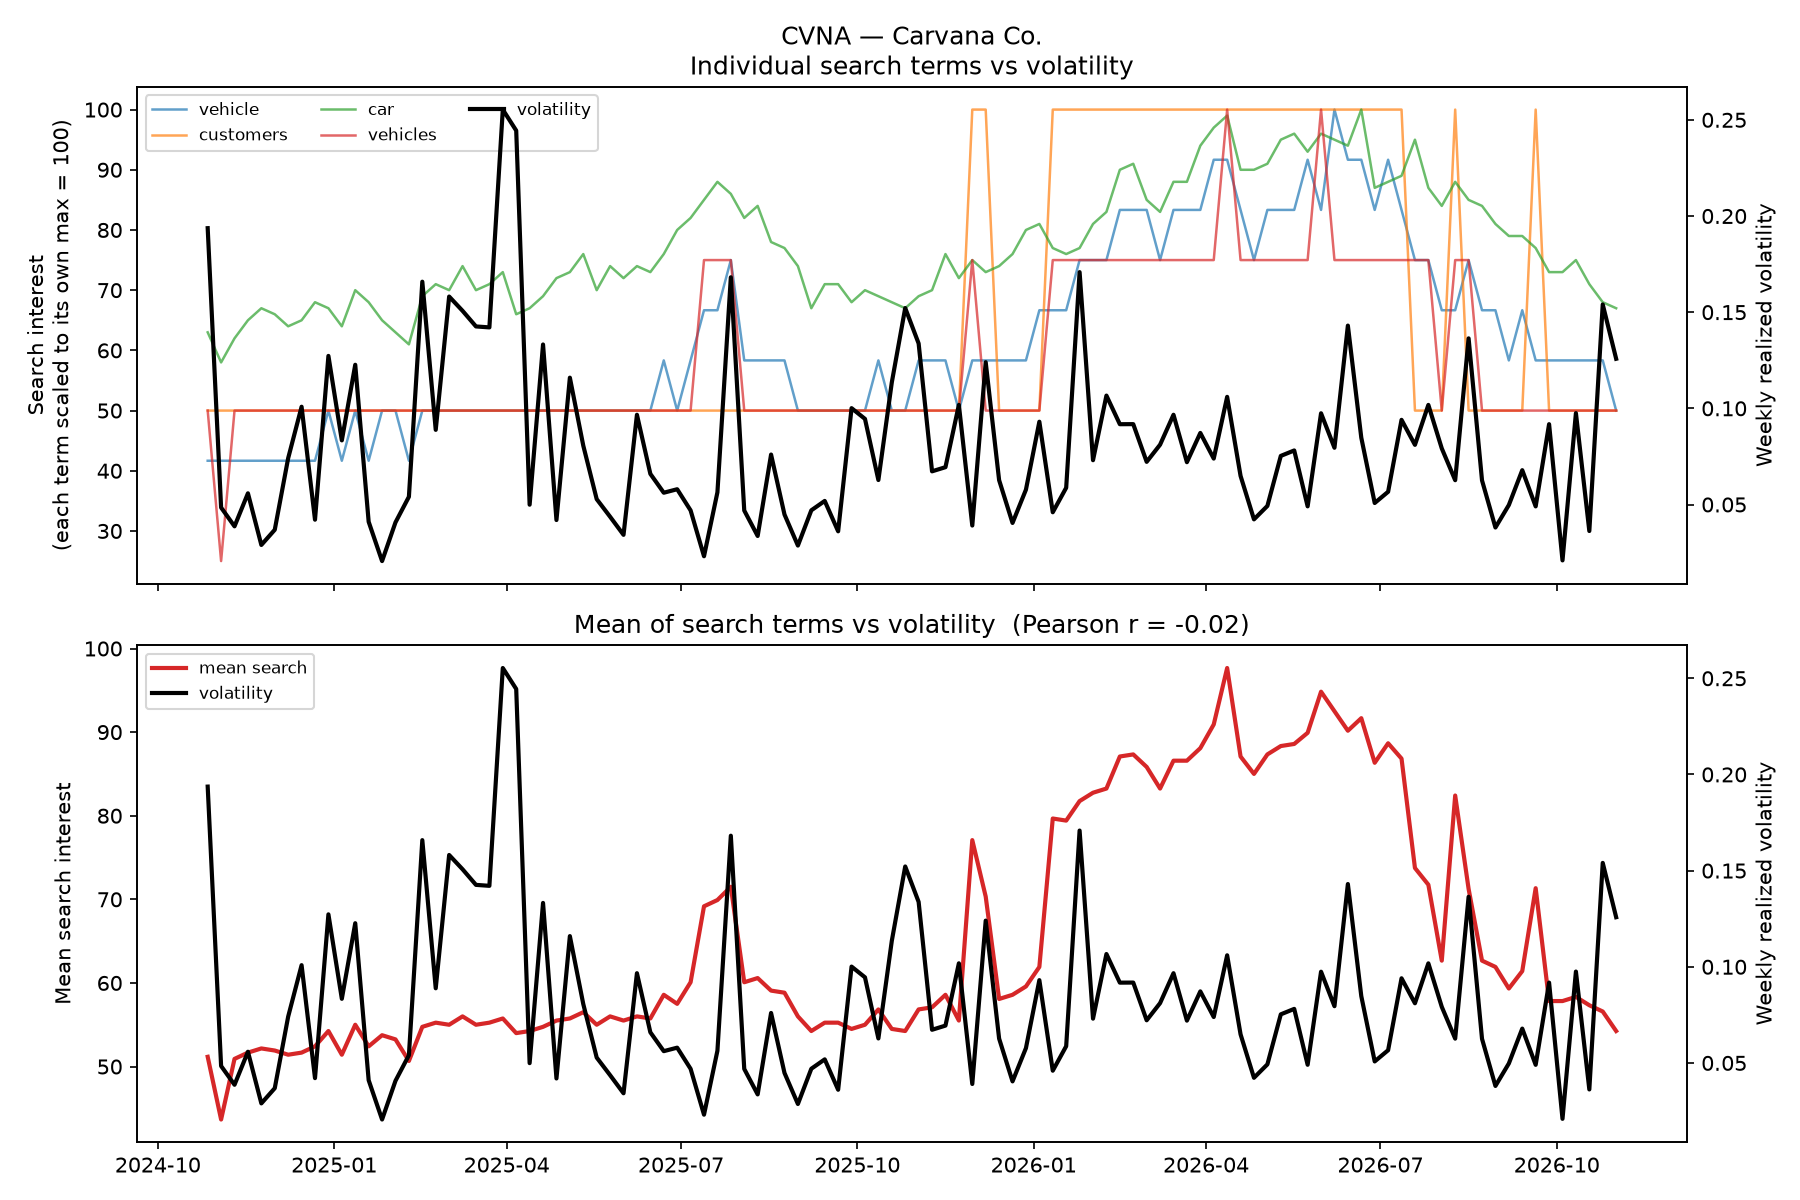 CVNA — Carvana Co.
Individual search terms vs volatility
vehicle
customers
car
vehicles
volatility
100
90
80
70
60
50
40
30
Search interest
(each term scaled to its own max = 100)
0.25
0.20
0.15
0.10
0.05
Weekly realized volatility
Mean of search terms vs volatility (Pearson r = -0.02)
mean search
volatility
100
90
80
70
60
50
Mean search interest
0.25
0.20
0.15
0.10
0.05
Weekly realized volatility
2024-10
2025-01
2025-04
2025-07
2025-10
2026-01
2026-04
2026-07
2026-10